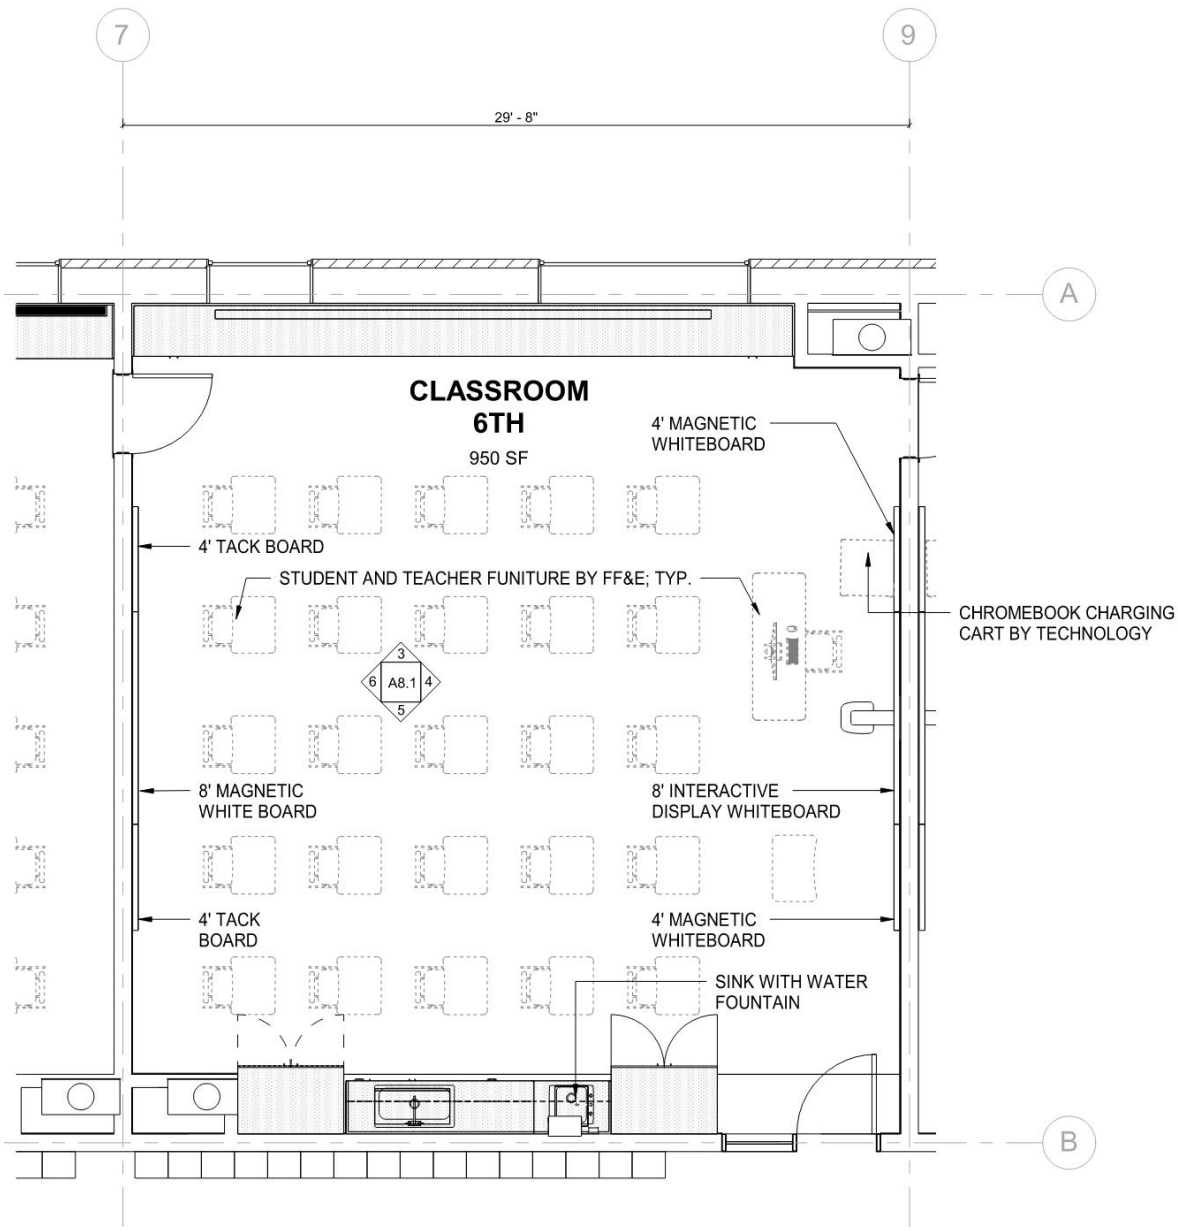 7
9
29' - 8"
A
CLASSROOM
6TH
950 SF
4' MAGNETIC
WHITEBOARD
4' TACK BOARD
STUDENT AND TEACHER FUNITURE BY FF&E; TYP.
CHROMEBOOK CHARGING
CART BY TECHNOLOGY
3
6
A8.1
4
5
8' MAGNETIC
WHITE BOARD
8' INTERACTIVE
DISPLAY WHITEBOARD
4' TACK
BOARD
4' MAGNETIC
WHITEBOARD
SINK WITH WATER
FOUNTAIN
B